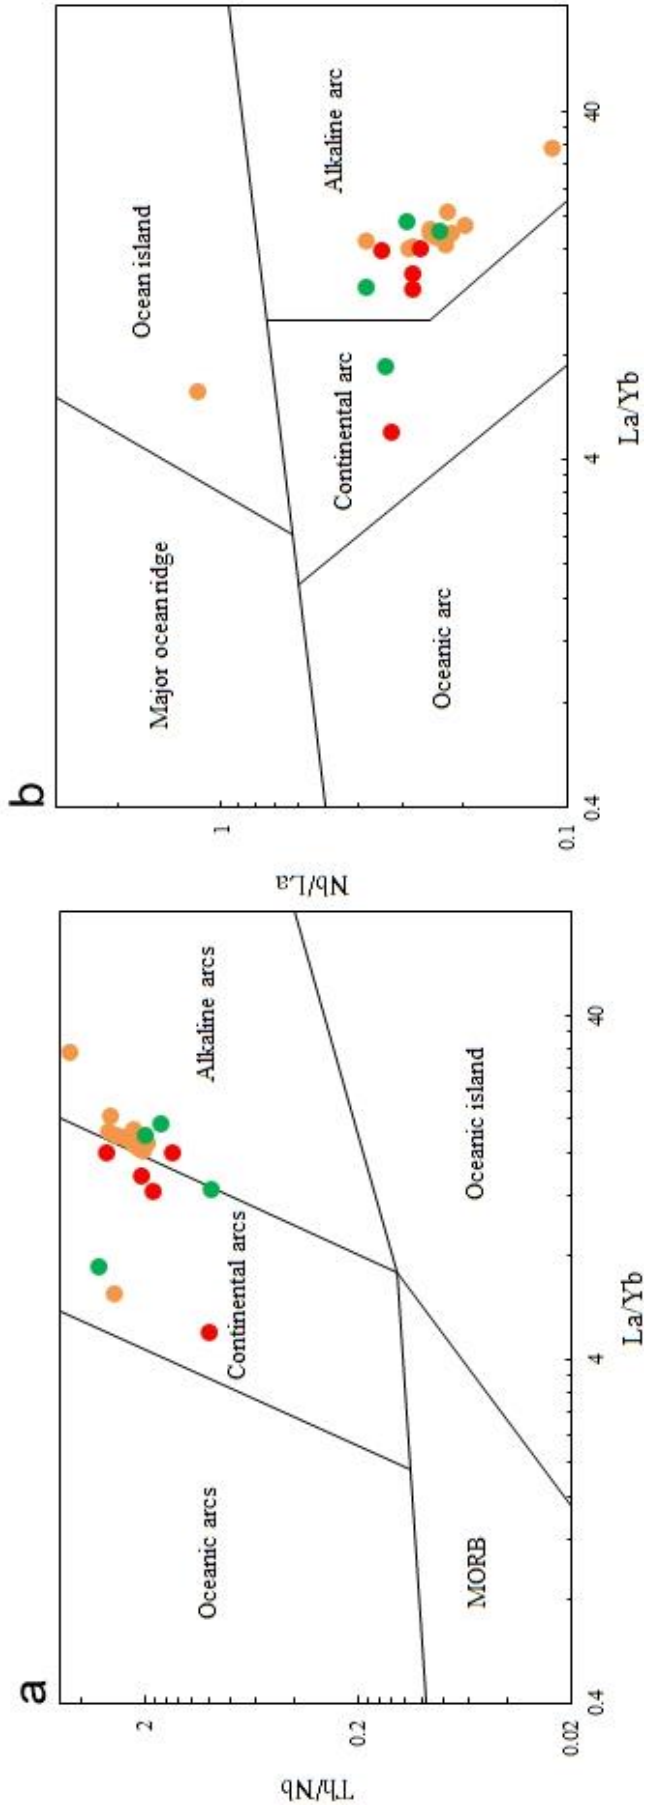 a
Th/Nb
2
0.2
0.02
Oceanic arcs
Continental arcs
Alkaline arcs
MORB
Oceanic island
0.4
4
40
La/Yb
b
Nb/La
1
0.1
Major ocean ridge
Ocean island
Oceanic arc
Continental arc
Alkaline arc
0.4
4
40
La/Yb